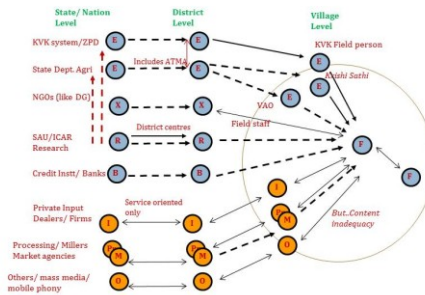 State/ Nation Level
District Level
Village Level
KVK system/ZPD
E
E
E
KVK Field person
State Dept. Agri
E
Includes ATMA
E
E
Krishi Sathi
NGOs (like DG)
X
X
VAO
E
Field staff
SAU/ICAR Research
R
District centres
R
F
Credit Instt/ Banks
B
B
F
Private Input Dealers/ Firms
I
Service oriented only
I
I
Processing/ Millers Market agencies
P
M
P
M
P
M
But..Content inadequacy
Others/ mass media/ mobile phony
O
O
O